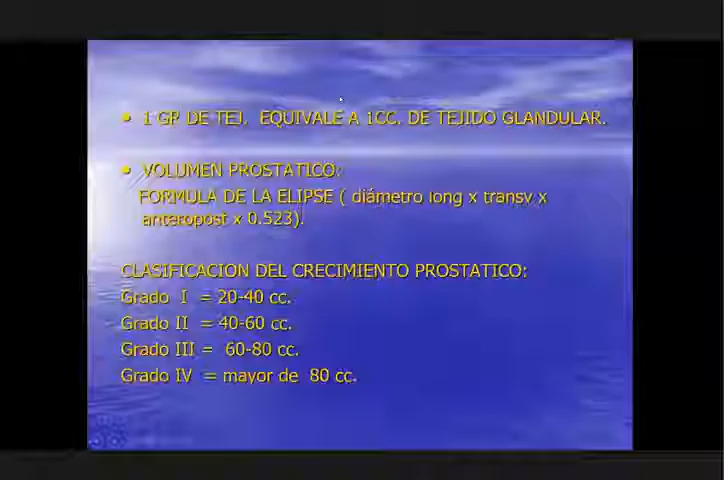 • 1 GR DE TEJ. EQUIVALE A 1CC. DE TEJIDO GLANDULAR.
• VOLUMEN PROSTATICO:
FORMULA DE LA ELIPSE ( diámetro long x transv x
anteropost x 0.523).
CLASIFICACION DEL CRECIMIENTO PROSTATICO:
Grado I = 20-40 cc.
Grado II = 40-60 cc.
Grado III = 60-80 cc.
Grado IV = mayor de 80 cc.